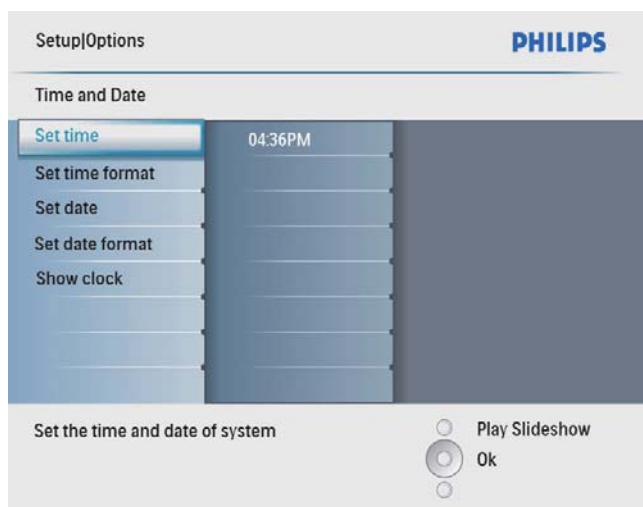 Setup|Options
PHILIPS
Time and Date
Set time
04:36PM
Set time format
Set date
Set date format
Show clock
Set the time and date of system
Play Slideshow
Ok